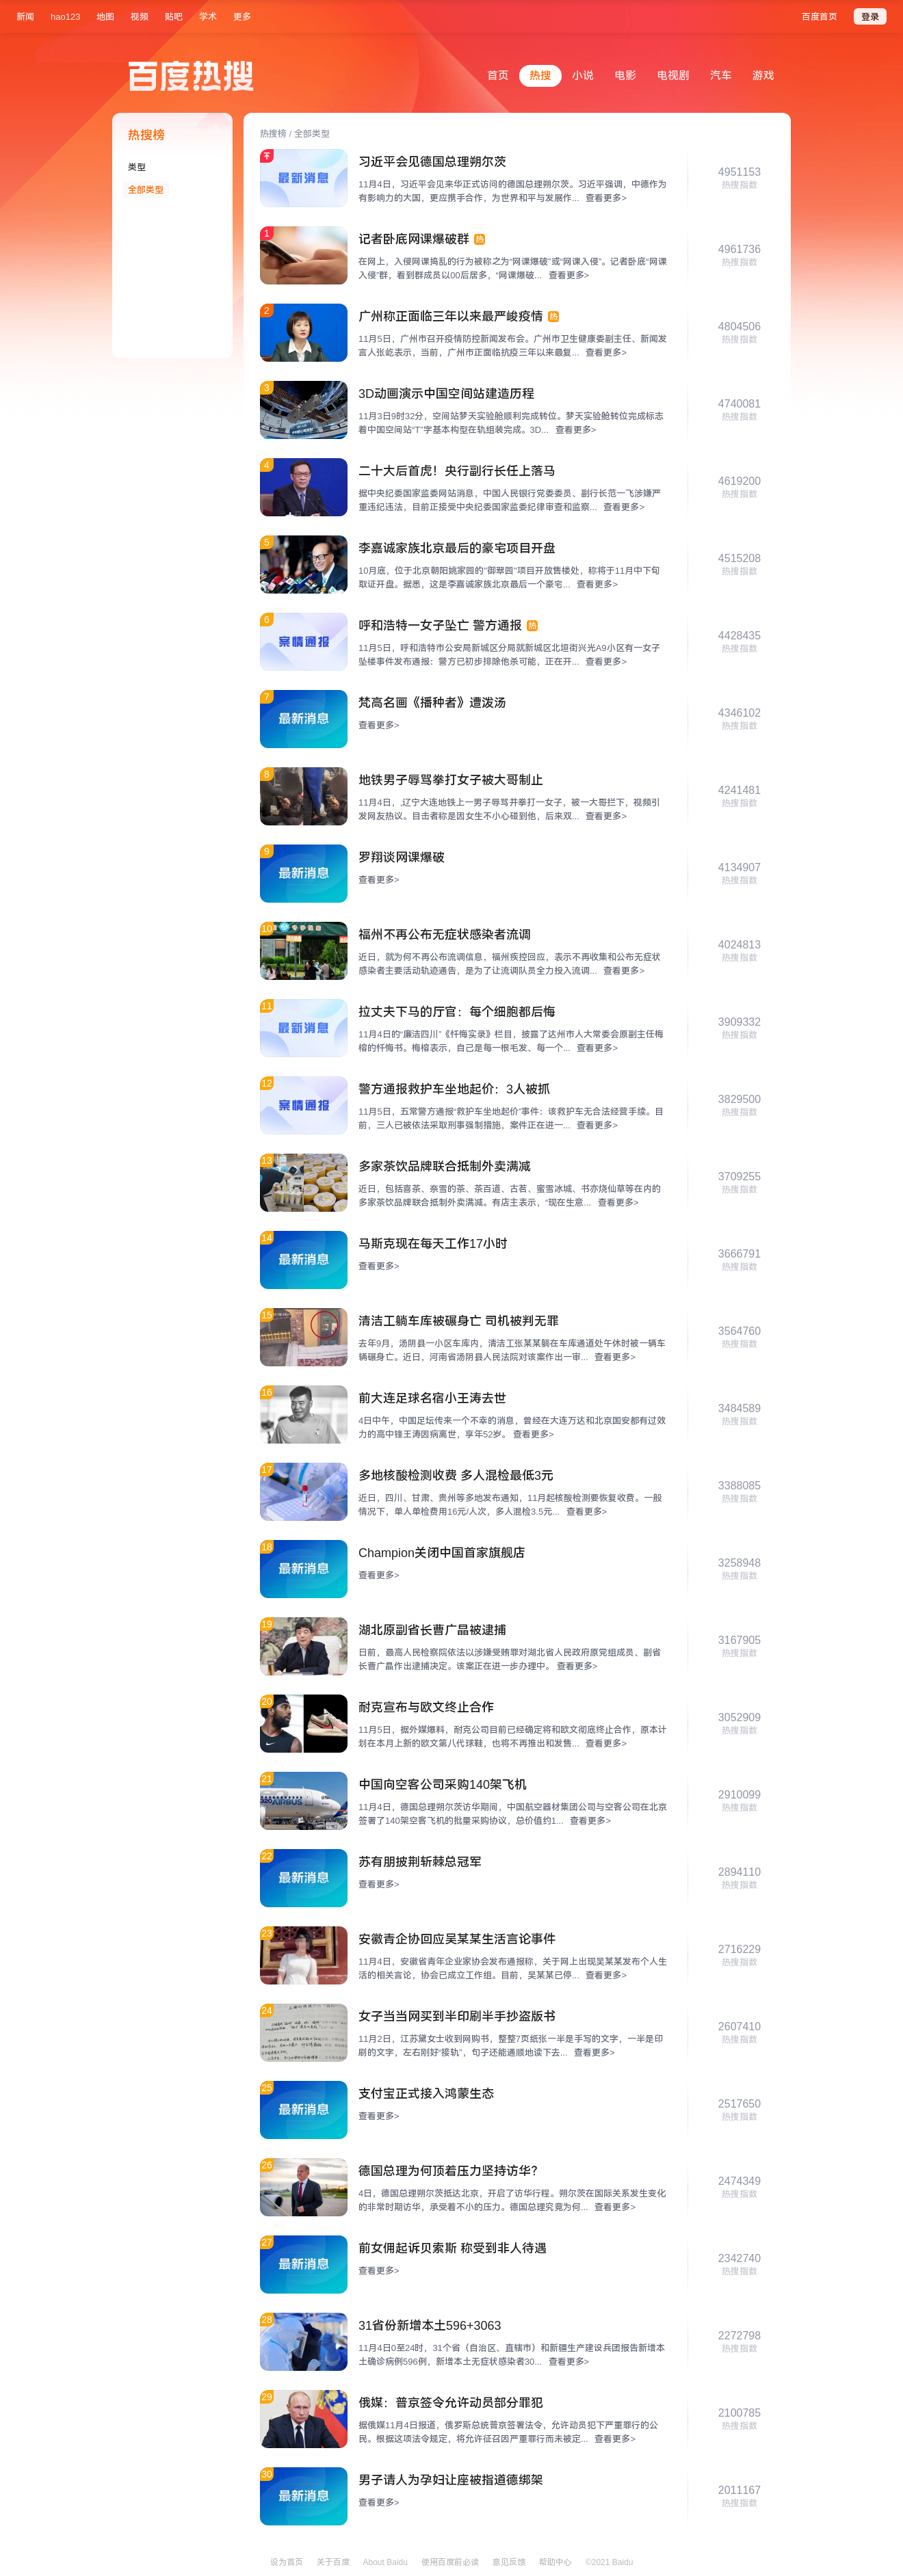 新闻 hao123 地图 视频 贴吧 学术 更多 百度首页 登录
百度热搜
首页 热搜 小说 电影 电视剧 汽车 游戏
热搜榜
类型
全部类型
热搜榜 / 全部类型
最新消息
习近平会见德国总理朔尔茨
11月4日，习近平会见来华正式访问的德国总理朔尔茨。习近平强调，中德作为
有影响力的大国，更应携手合作，为世界和平与发展作... 查看更多>
4951153
热搜指数
1
记者卧底网课爆破群 热
在网上，入侵网课捣乱的行为被称之为“网课爆破”或“网课入侵”。记者卧底“网课
入侵”群，看到群成员以00后居多，“网课爆破... 查看更多>
4961736
热搜指数
2
广州称正面临三年以来最严峻疫情 热
11月5日，广州市召开疫情防控新闻发布会。广州市卫生健康委副主任、新闻发
言人张屹表示，当前，广州市正面临抗疫三年以来最复... 查看更多>
4804506
热搜指数
3
3D动画演示中国空间站建造历程
11月3日9时32分，空间站梦天实验舱顺利完成转位。梦天实验舱转位完成标志
着中国空间站“T”字基本构型在轨组装完成。3D... 查看更多>
4740081
热搜指数
4
二十大后首虎！央行副行长任上落马
据中央纪委国家监委网站消息，中国人民银行党委委员、副行长范一飞涉嫌严
重违纪违法，目前正接受中央纪委国家监委纪律审查和监察... 查看更多>
4619200
热搜指数
5
李嘉诚家族北京最后的豪宅项目开盘
10月底，位于北京朝阳姚家园的“御翠园”项目开放售楼处，称将于11月中下旬
取证开盘。据悉，这是李嘉诚家族北京最后一个豪宅... 查看更多>
4515208
热搜指数
6
案情通报
呼和浩特一女子坠亡 警方通报 热
11月5日，呼和浩特市公安局新城区分局就新城区北垣街兴光A9小区有一女子
坠楼事件发布通报：警方已初步排除他杀可能，正在开... 查看更多>
4428435
热搜指数
7
最新消息
梵高名画《播种者》遭泼汤
查看更多>
4346102
热搜指数
8
地铁男子辱骂拳打女子被大哥制止
11月4日，辽宁大连地铁上一男子辱骂并拳打一女子，被一大哥拦下，视频引
发网友热议。目击者称是因女生不小心碰到他，后来双... 查看更多>
4241481
热搜指数
9
最新消息
罗翔谈网课爆破
查看更多>
4134907
热搜指数
10
福州不再公布无症状感染者流调
近日，就为何不再公布流调信息，福州疾控回应，表示不再收集和公布无症状
感染者主要活动轨迹通告，是为了让流调队员全力投入流调... 查看更多>
4024813
热搜指数
11
最新消息
拉丈夫下马的厅官：每个细胞都后悔
11月4日的“廉洁四川”《忏悔实录》栏目，披露了达州市人大常委会原副主任梅
榕的忏悔书。梅榕表示，自己是每一根毛发、每一个... 查看更多>
3909332
热搜指数
12
案情通报
警方通报救护车坐地起价：3人被抓
11月5日，五常警方通报“救护车坐地起价”事件：该救护车无合法经营手续。目
前，三人已被依法采取刑事强制措施，案件正在进一... 查看更多>
3829500
热搜指数
13
多家茶饮品牌联合抵制外卖满减
近日，包括喜茶、奈雪的茶、茶百道、古茗、蜜雪冰城、书亦烧仙草等在内的
多家茶饮品牌联合抵制外卖满减。有店主表示，“现在生意... 查看更多>
3709255
热搜指数
14
最新消息
马斯克现在每天工作17小时
查看更多>
3666791
热搜指数
15
清洁工躺车库被碾身亡 司机被判无罪
去年9月，汤阴县一小区车库内，清洁工张某某躺在车库通道处午休时被一辆车
辆碾身亡。近日，河南省汤阴县人民法院对该案作出一审... 查看更多>
3564760
热搜指数
16
前大连足球名宿小王涛去世
4日中午，中国足坛传来一个不幸的消息，曾经在大连万达和北京国安都有过效
力的高中锋王涛因病离世，享年52岁。 查看更多>
3484589
热搜指数
17
多地核酸检测收费 多人混检最低3元
近日，四川、甘肃、贵州等多地发布通知，11月起核酸检测要恢复收费。一般
情况下，单人单检费用16元/人次，多人混检3.5元... 查看更多>
3388085
热搜指数
18
最新消息
Champion关闭中国首家旗舰店
查看更多>
3258948
热搜指数
19
湖北原副省长曹广晶被逮捕
日前，最高人民检察院依法以涉嫌受贿罪对湖北省人民政府原党组成员、副省
长曹广晶作出逮捕决定。该案正在进一步办理中。 查看更多>
3167905
热搜指数
20
耐克宣布与欧文终止合作
11月5日，据外媒爆料，耐克公司目前已经确定将和欧文彻底终止合作，原本计
划在本月上新的欧文第八代球鞋，也将不再推出和发售... 查看更多>
3052909
热搜指数
21
中国向空客公司采购140架飞机
11月4日，德国总理朔尔茨访华期间，中国航空器材集团公司与空客公司在北京
签署了140架空客飞机的批量采购协议，总价值约1... 查看更多>
2910099
热搜指数
22
最新消息
苏有朋披荆斩棘总冠军
查看更多>
2894110
热搜指数
23
安徽青企协回应吴某某生活言论事件
11月4日，安徽省青年企业家协会发布通报称，关于网上出现吴某某发布个人生
活的相关言论，协会已成立工作组。目前，吴某某已停... 查看更多>
2716229
热搜指数
24
女子当当网买到半印刷半手抄盗版书
11月2日，江苏黛女士收到网购书，整整7页纸张一半是手写的文字，一半是印
刷的文字，左右刚好“接轨”，句子还能通顺地读下去... 查看更多>
2607410
热搜指数
25
最新消息
支付宝正式接入鸿蒙生态
查看更多>
2517650
热搜指数
26
德国总理为何顶着压力坚持访华?
4日，德国总理朔尔茨抵达北京，开启了访华行程。朔尔茨在国际关系发生变化
的非常时期访华，承受着不小的压力。德国总理究竟为何... 查看更多>
2474349
热搜指数
27
最新消息
前女佣起诉贝索斯 称受到非人待遇
查看更多>
2342740
热搜指数
28
31省份新增本土596+3063
11月4日0至24时，31个省（自治区、直辖市）和新疆生产建设兵团报告新增本
土确诊病例596例，新增本土无症状感染者30... 查看更多>
2272798
热搜指数
29
俄媒：普京签令允许动员部分罪犯
据俄媒11月4日报道，俄罗斯总统普京签署法令，允许动员犯下严重罪行的公
民。根据这项法令规定，将允许征召因严重罪行而未被定... 查看更多>
2100785
热搜指数
30
最新消息
男子请人为孕妇让座被指道德绑架
查看更多>
2011167
热搜指数
设为首页 关于百度 About Baidu 使用百度前必读 意见反馈 帮助中心 ©2021 Baidu